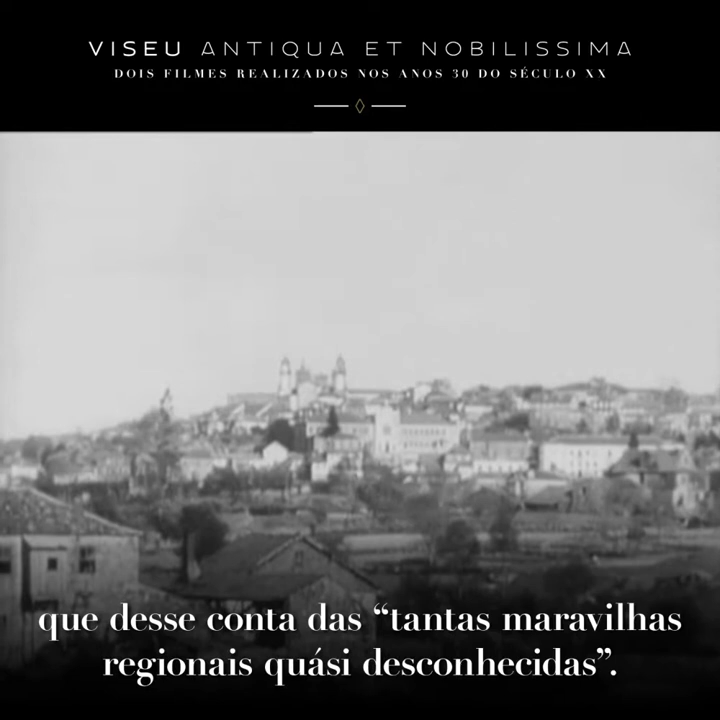 VISEU ANTIQUA ET NOBILISSIMA
DOIS FILMES REALIZADOS NOS ANOS 30 DO SÉCULO XX
que desse conta das “tantas maravilhas
regionais quási desconhecidas”.